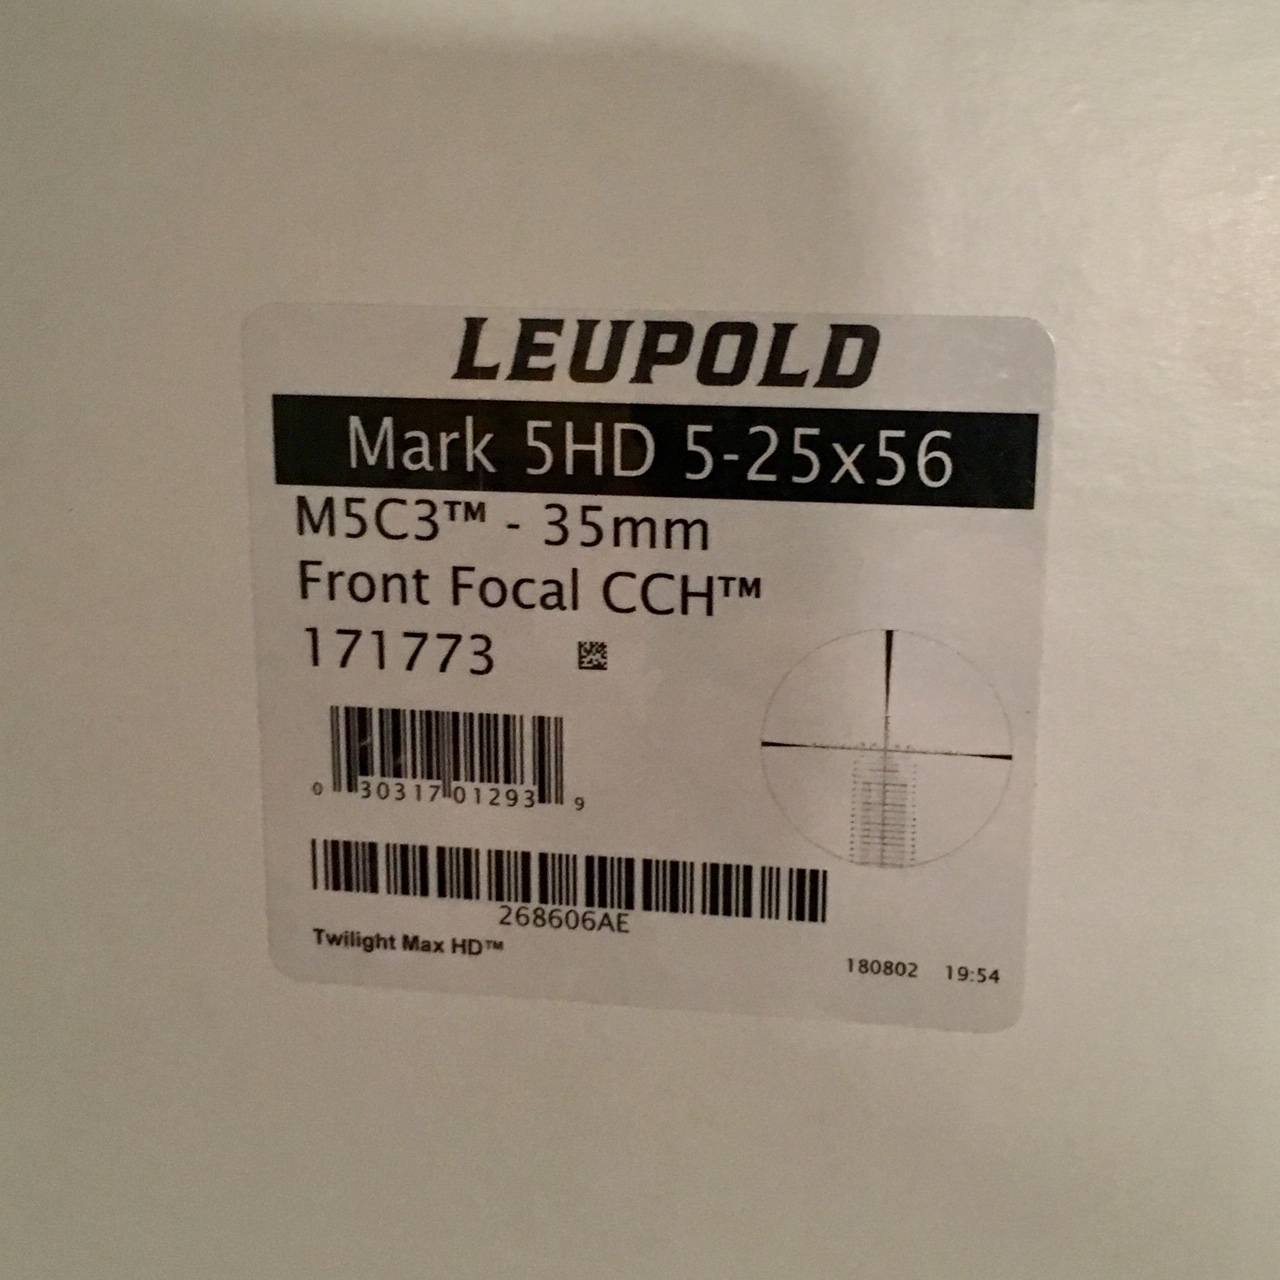 LEUPOLD
Mark 5HD 5-25x56
M5C3™ - 35mm
Front Focal CCH™
171773
0 30317 01293 9
268606AE
Twilight Max HD™
180802 19:54